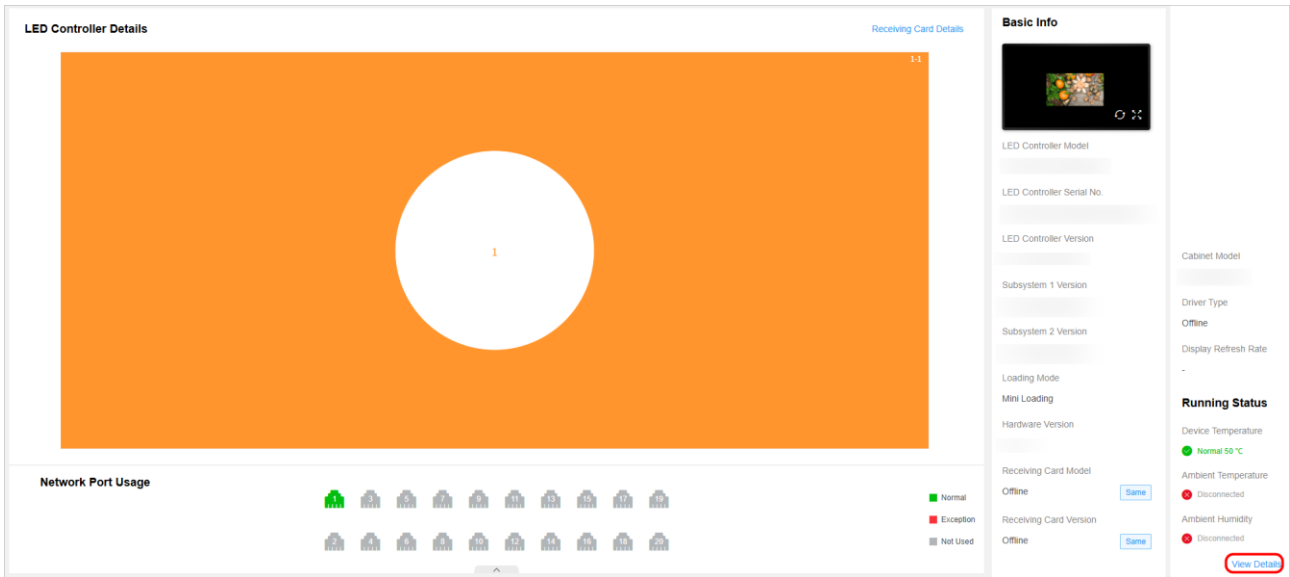 LED Controller Details
Receiving Card Details
1-1
1
Network Port Usage
1 3 5 7 9 11 13 15 17 19
2 4 6 8 10 12 14 16 18 20
Normal
Exception
Not Used
Basic Info
LED Controller Model
LED Controller Serial No.
LED Controller Version
Subsystem 1 Version
Subsystem 2 Version
Loading Mode
Mini Loading
Hardware Version
Receiving Card Model
Offline Same
Receiving Card Version
Offline Same
Cabinet Model
Driver Type
Offline
Display Refresh Rate
-
Running Status
Device Temperature
Normal 50 °C
Ambient Temperature
Disconnected
Ambient Humidity
Disconnected
View Details